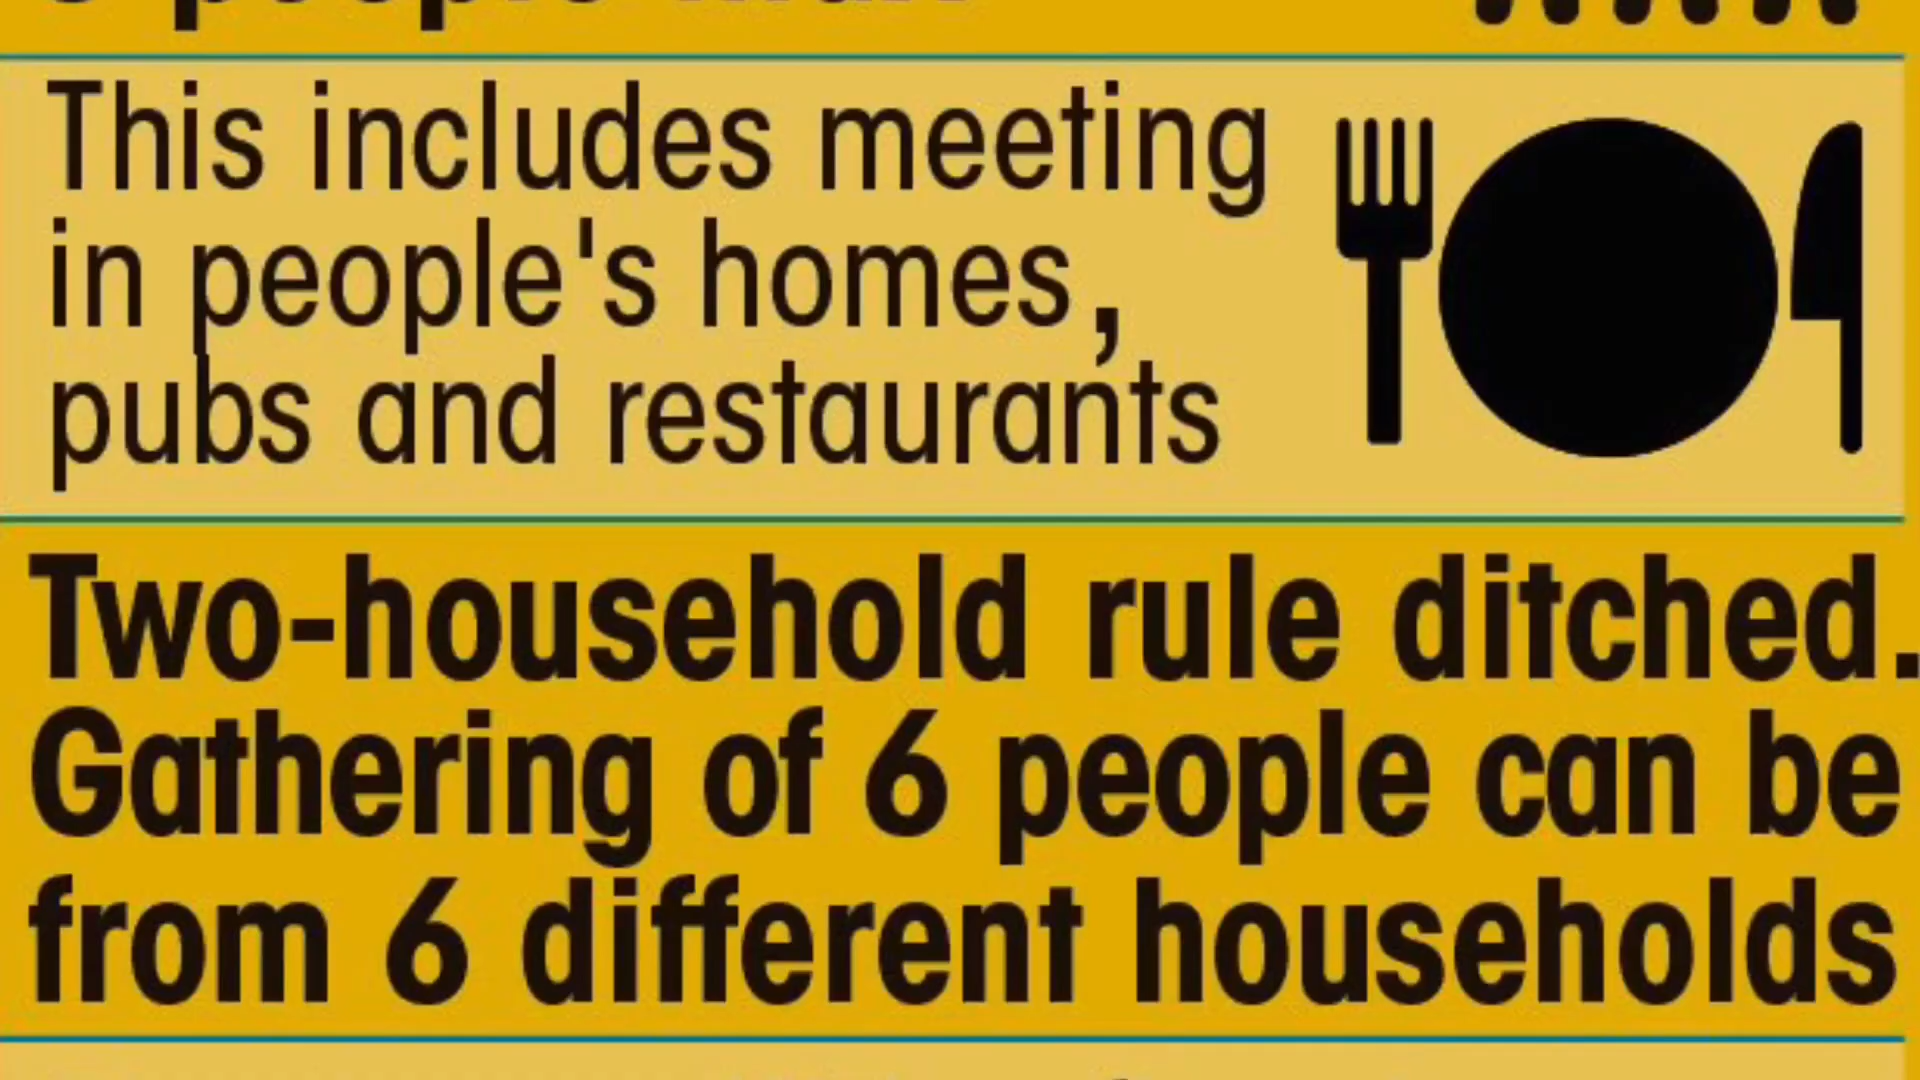 people
This includes meeting
in people's homes,
pubs and restaurants
Two-household rule ditched.
Gathering of 6 people can be
from 6 different households